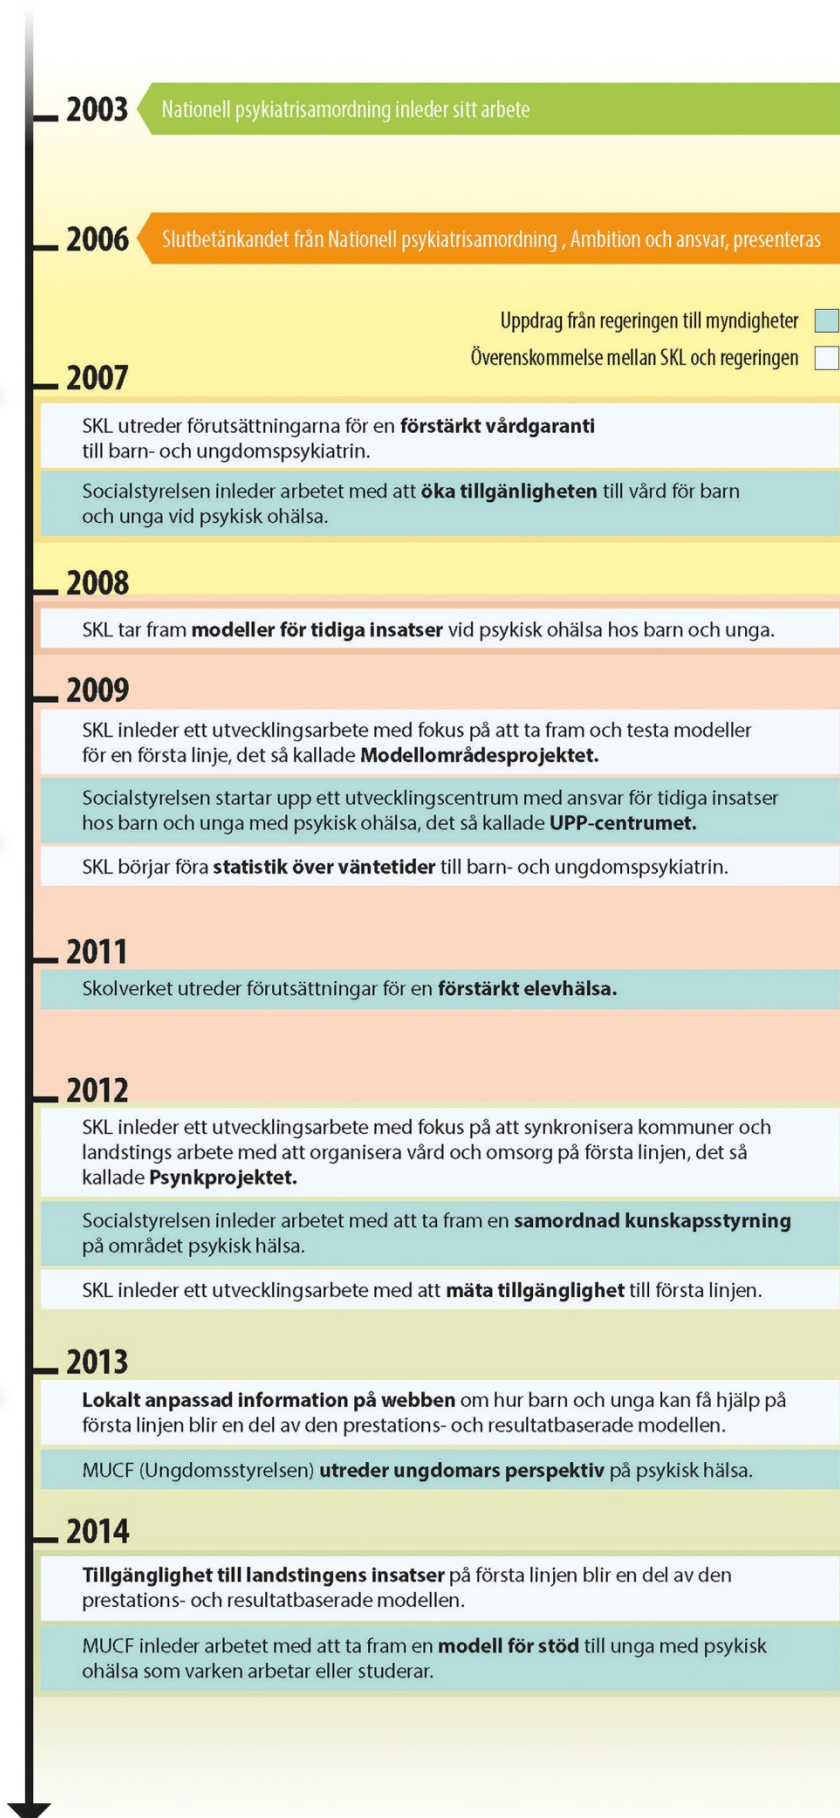 2003
Nationell psykiatrisamordning inleder sitt arbete
2006
Slutbetänkandet från Nationell psykiatrisamordning , Ambition och ansvar, presenteras
Uppdrag från regeringen till myndigheter
Överenskommelse mellan SKL och regeringen
2007
SKL utreder förutsättningarna för en förstärkt vårdgaranti
till barn- och ungdomspsykiatrin.
Socialstyrelsen inleder arbetet med att öka tillgänligheten till vård för barn
och unga vid psykisk ohälsa.
2008
SKL tar fram modeller för tidiga insatser vid psykisk ohälsa hos barn och unga.
2009
SKL inleder ett utvecklingsarbete med fokus på att ta fram och testa modeller
för en första linje, det så kallade Modellområdesprojektet.
Socialstyrelsen startar upp ett utvecklingscentrum med ansvar för tidiga insatser
hos barn och unga med psykisk ohälsa, det så kallade UPP-centrumet.
SKL börjar föra statistik över väntetider till barn- och ungdomspsykiatrin.
2011
Skolverket utreder förutsättningar för en förstärkt elevhälsa.
2012
SKL inleder ett utvecklingsarbete med fokus på att synkronisera kommuner och
landstings arbete med att organisera vård och omsorg på första linjen, det så
kallade Psynkprojektet.
Socialstyrelsen inleder arbetet med att ta fram en samordnad kunskapsstyrning
på området psykisk hälsa.
SKL inleder ett utvecklingsarbete med att mäta tillgänglighet till första linjen.
2013
Lokalt anpassad information på webben om hur barn och unga kan få hjälp på
första linjen blir en del av den prestations- och resultatbaserade modellen.
MUCF (Ungdomsstyrelsen) utreder ungdomars perspektiv på psykisk hälsa.
2014
Tillgänglighet till landstingens insatser på första linjen blir en del av den
prestations- och resultatbaserade modellen.
MUCF inleder arbetet med att ta fram en modell för stöd till unga med psykisk
ohälsa som varken arbetar eller studerar.